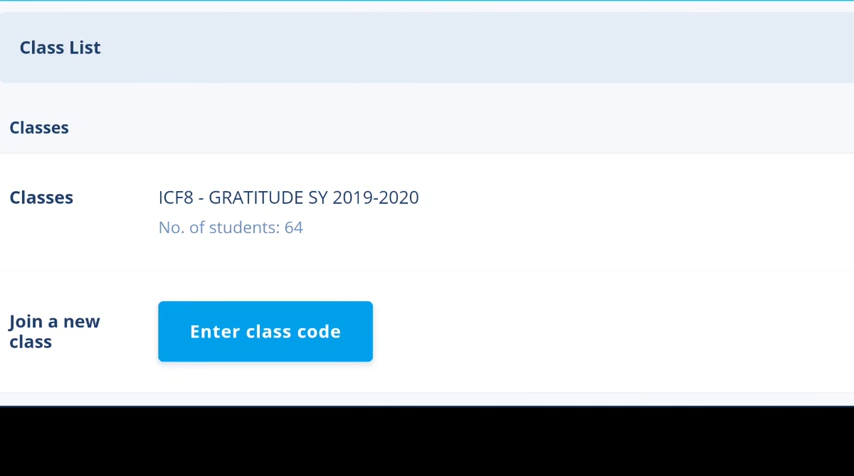 Class List
Classes
Classes
ICF8 - GRATITUDE SY 2019-2020
No. of students: 64
Join a new
class
Enter class code